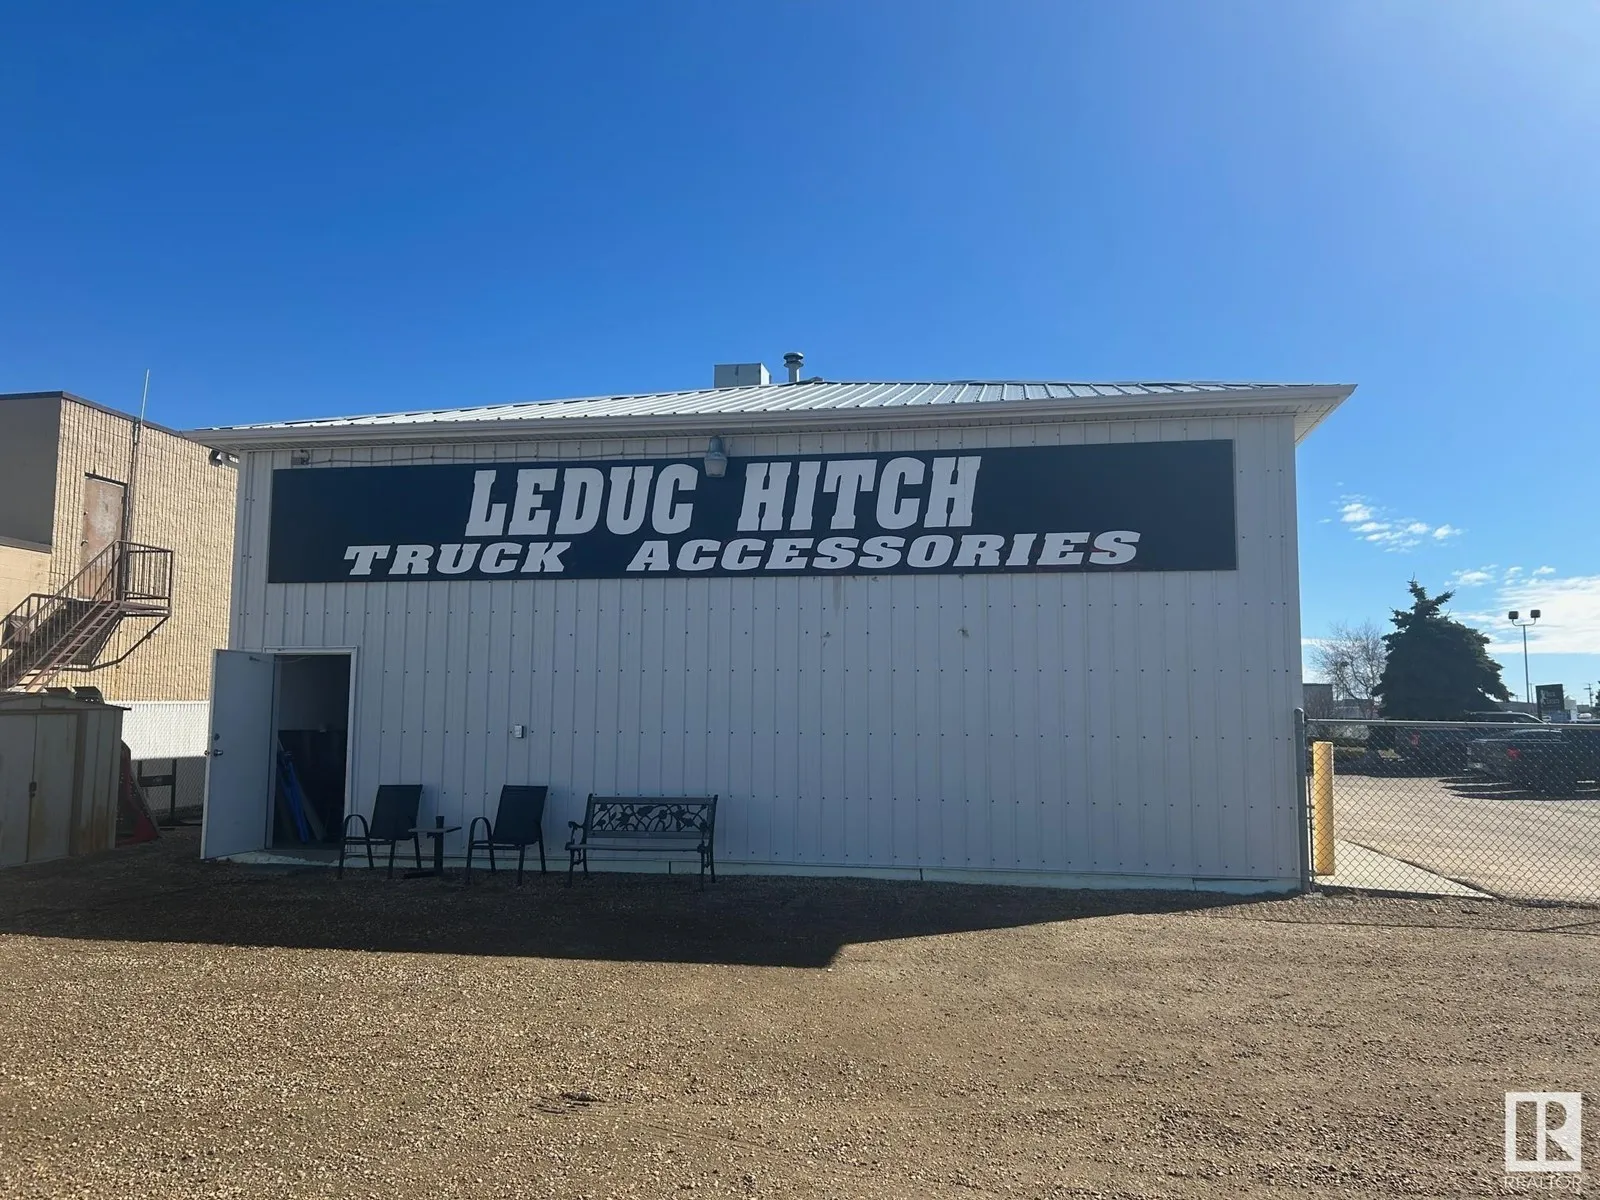 LEDUC HITCH
TRUCK ACCESSORIES
REALTOR